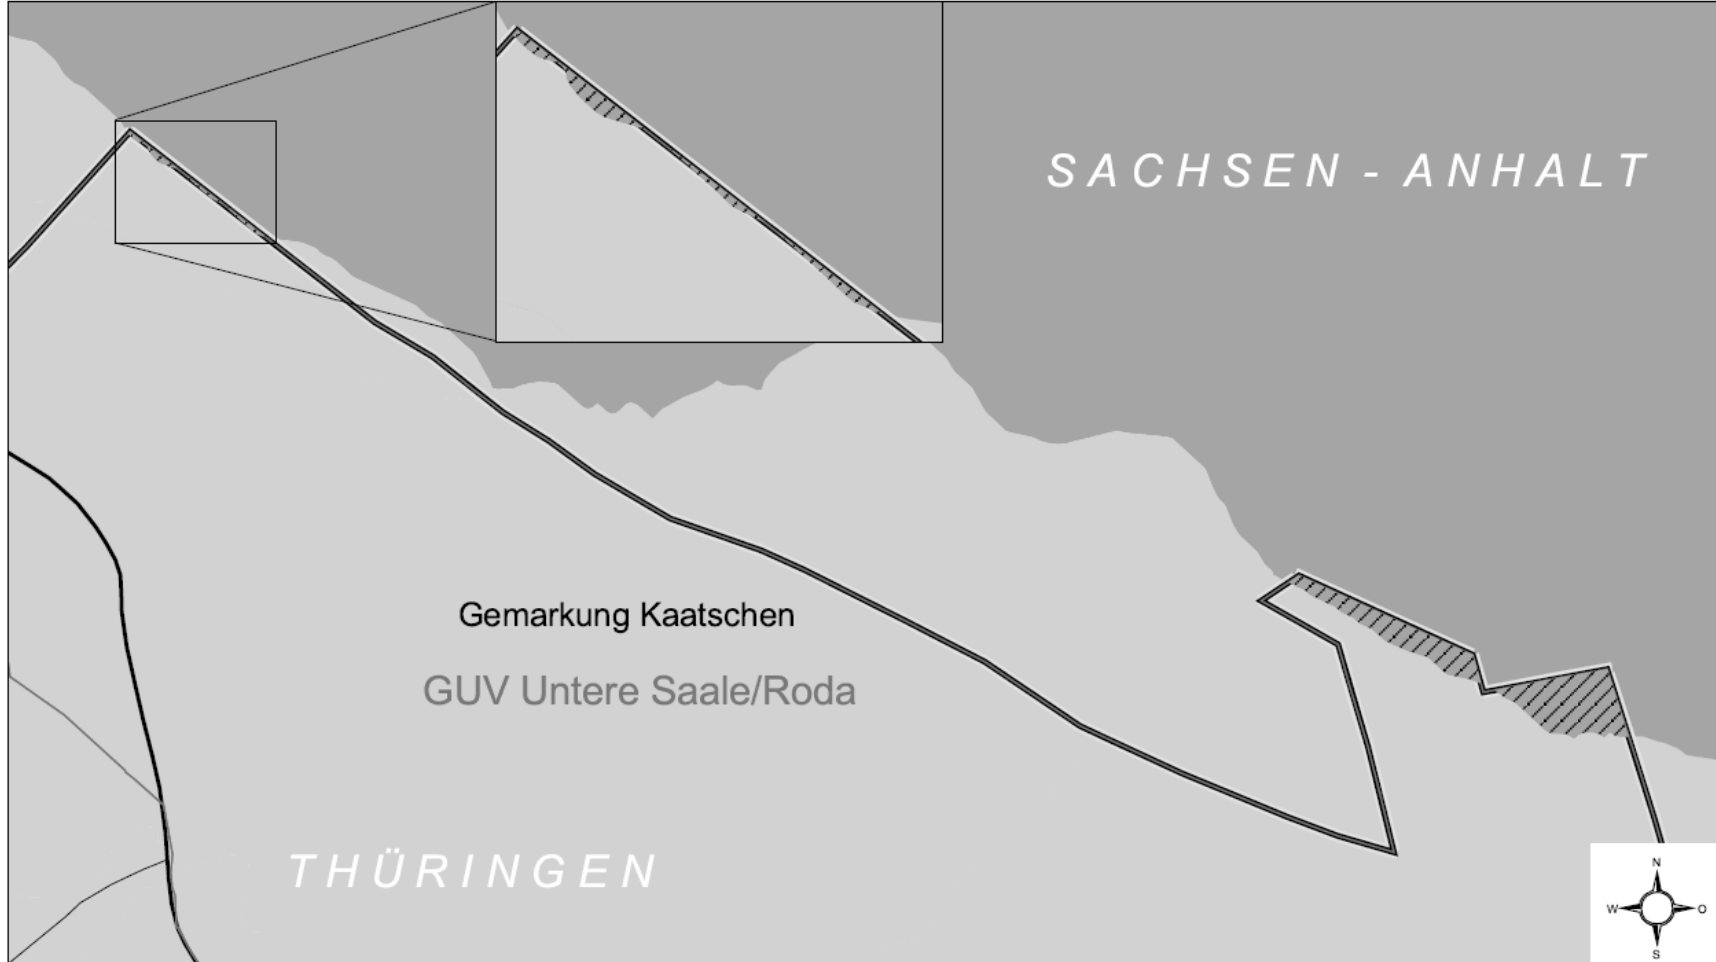 SACHSEN - ANHALT
Gemarkung Kaatschen
GUV Untere Saale/Roda
THÜRINGEN
N
W O
S